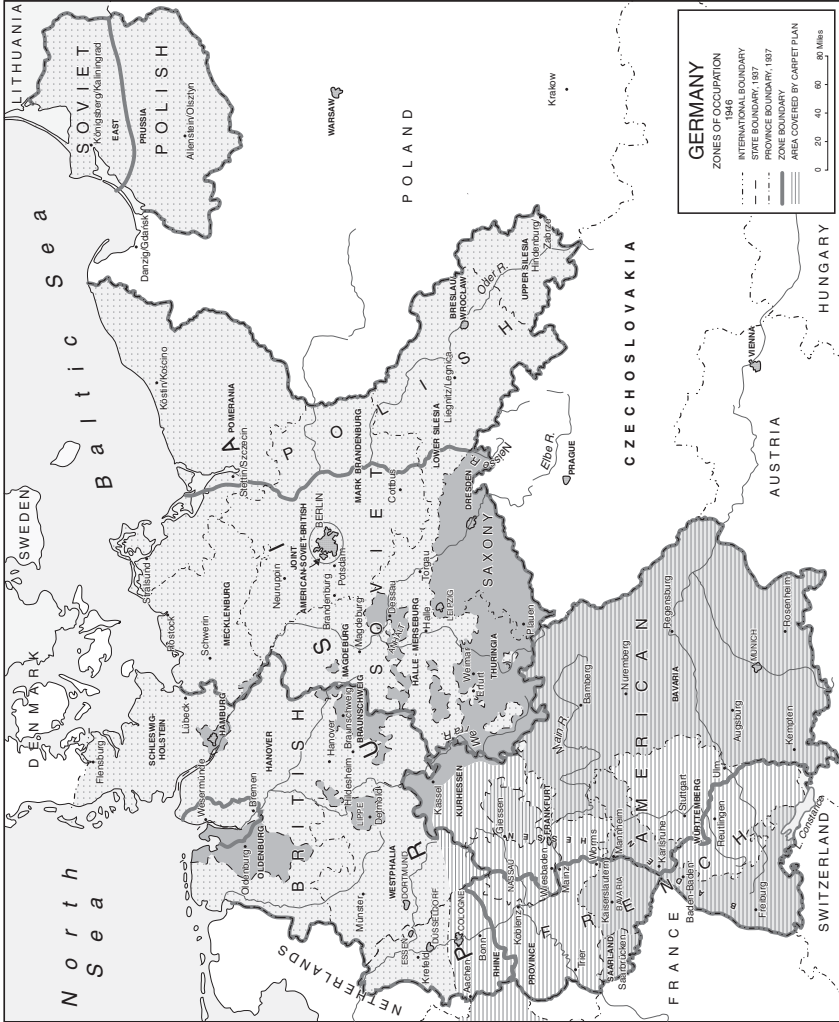 GERMANY
ZONES OF OCCUPATION
1946
INTERNATIONAL BOUNDARY
STATE BOUNDARY, 1937
PROVINCE BOUNDARY, 1937
ZONE BOUNDARY
AREA COVERED BY CARPET PLAN
0 20 40 80 Miles
North
Sea
Baltic Sea
DENMARK
SWEDEN
LITHUANIA
SOVIET
Königsberg/Kaliningrad
EAST
PRUSSIA
POLISH
Allenstein/Olsztyn
Danzig/Gdańsk
WARSAW
POLAND
Krakow
Flensburg
SCHLESWIG-
HOLSTEIN
Lübeck
HAMBURG
Rostock
Stralsund
Schwerin
MECKLENBURG
Neuruppin
Köstin/Kościno
POMERANIA
Stettin/Szczecin
Wesermünde
Bremen
Oldenburg
OLDENBURG
HANOVER
Hanover
BRITISH
Hildesheim
Braunschweig
BRAUNSCHWEIG
LIPPE
Detmold
Münster
WESTPHALIA
DORTMUND
ESSEN
Krefeld
DÜSSELDORF
COLOGNE
Aachen
Bonn
RHINE
PROVINCE
NETHERLANDS
PRUSSIA
JOINT
AMERICAN-SOVIET-BRITISH
BERLIN
Potsdam
Brandenburg
Magdeburg
MAGDEBURG
MARK BRANDENBURG
Cottbus
SOVIET
Dessau
ANHALT
Torgau
Halle
HALLE MERSEBURG
LEIPZIG
DRESDEN
SAXONY
Weimar
Erfurt
THURINGIA
Plauen
POLISH
LOWER SILESIA
Liegnitz/Legnica
BRESLAU/
WROCLAW
Oder R.
UPPER SILESIA
Hindenburg/
Zabrze
Neisse R.
Elbe R.
PRAGUE
CZECHOSLOVAKIA
Kassel
KURHESSEN
Giessen
HESSEN
NASSAU
FRANKFURT
Wiesbaden
Mainz
Koblenz
Worms
Mannheim
Trier
Kaiserslautern
BAVARIA
SAARLAND
Saarbrücken
FRENCH
FRANCE
Main R.
Bamberg
Nuremberg
AMERICAN
BAVARIA
Regensburg
Augsburg
MUNICH
Rosenheim
Kempten
Karlsruhe
Baden-Baden
Stuttgart
WÜRTTEMBERG
Ulm
Reutlingen
Freiburg
L. Constance
SWITZERLAND
AUSTRIA
VIENNA
HUNGARY